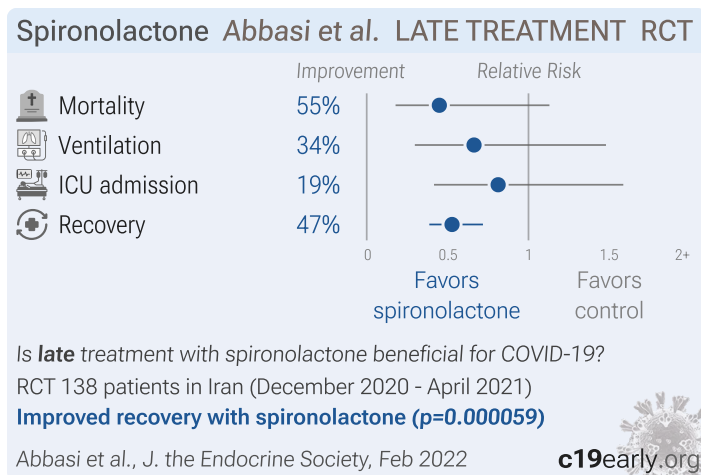 Spironolactone Abbasi et al. LATE TREATMENT RCT
Improvement Relative Risk
Mortality 55%
Ventilation 34%
ICU admission 19%
Recovery 47%
0 0.5 1 1.5 2+
Favors Favors
spironolactone control
Is late treatment with spironolactone beneficial for COVID-19?
RCT 138 patients in Iran (December 2020 - April 2021)
Improved recovery with spironolactone (p=0.000059)
Abbasi et al., J. the Endocrine Society, Feb 2022 c19early.org